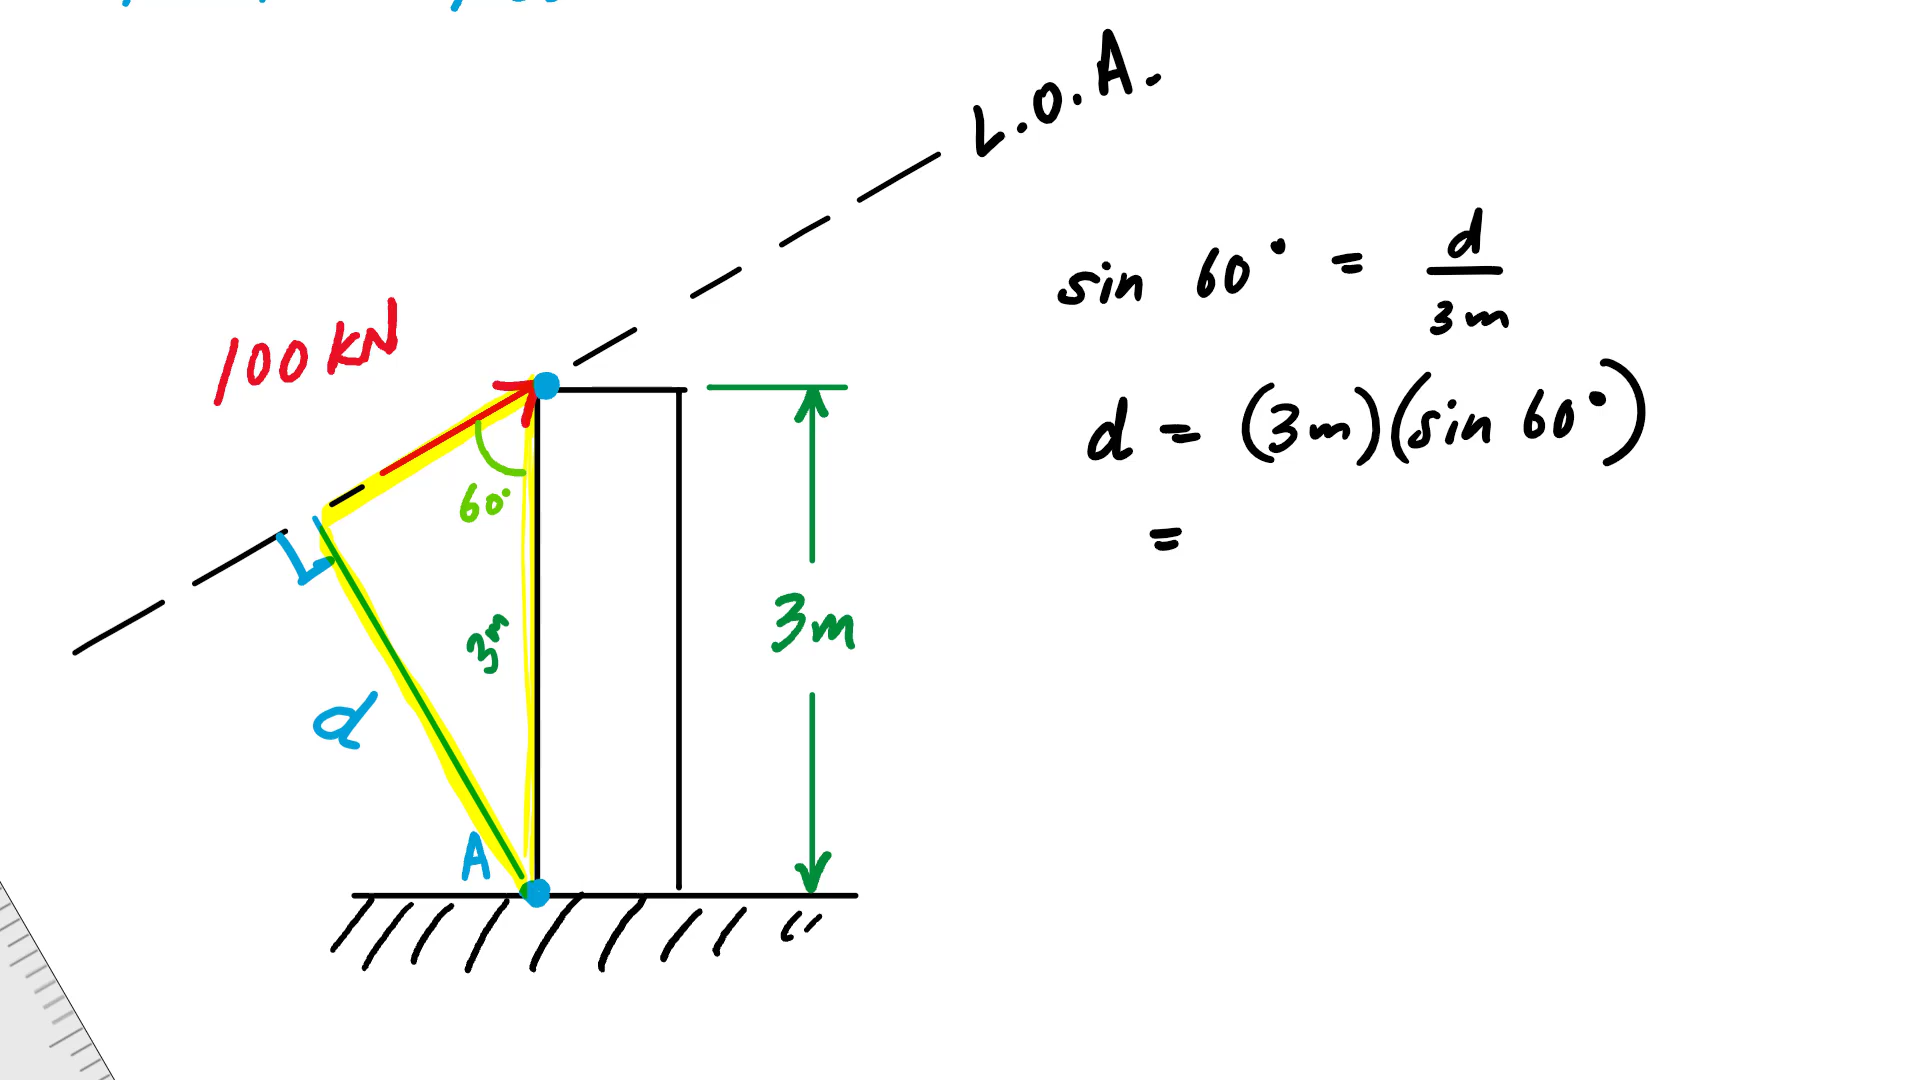 L.O.A.
sin 60° = d / 3m
100 kN
d = (3m)(sin 60°)
60°
=
3m
3m
d
A